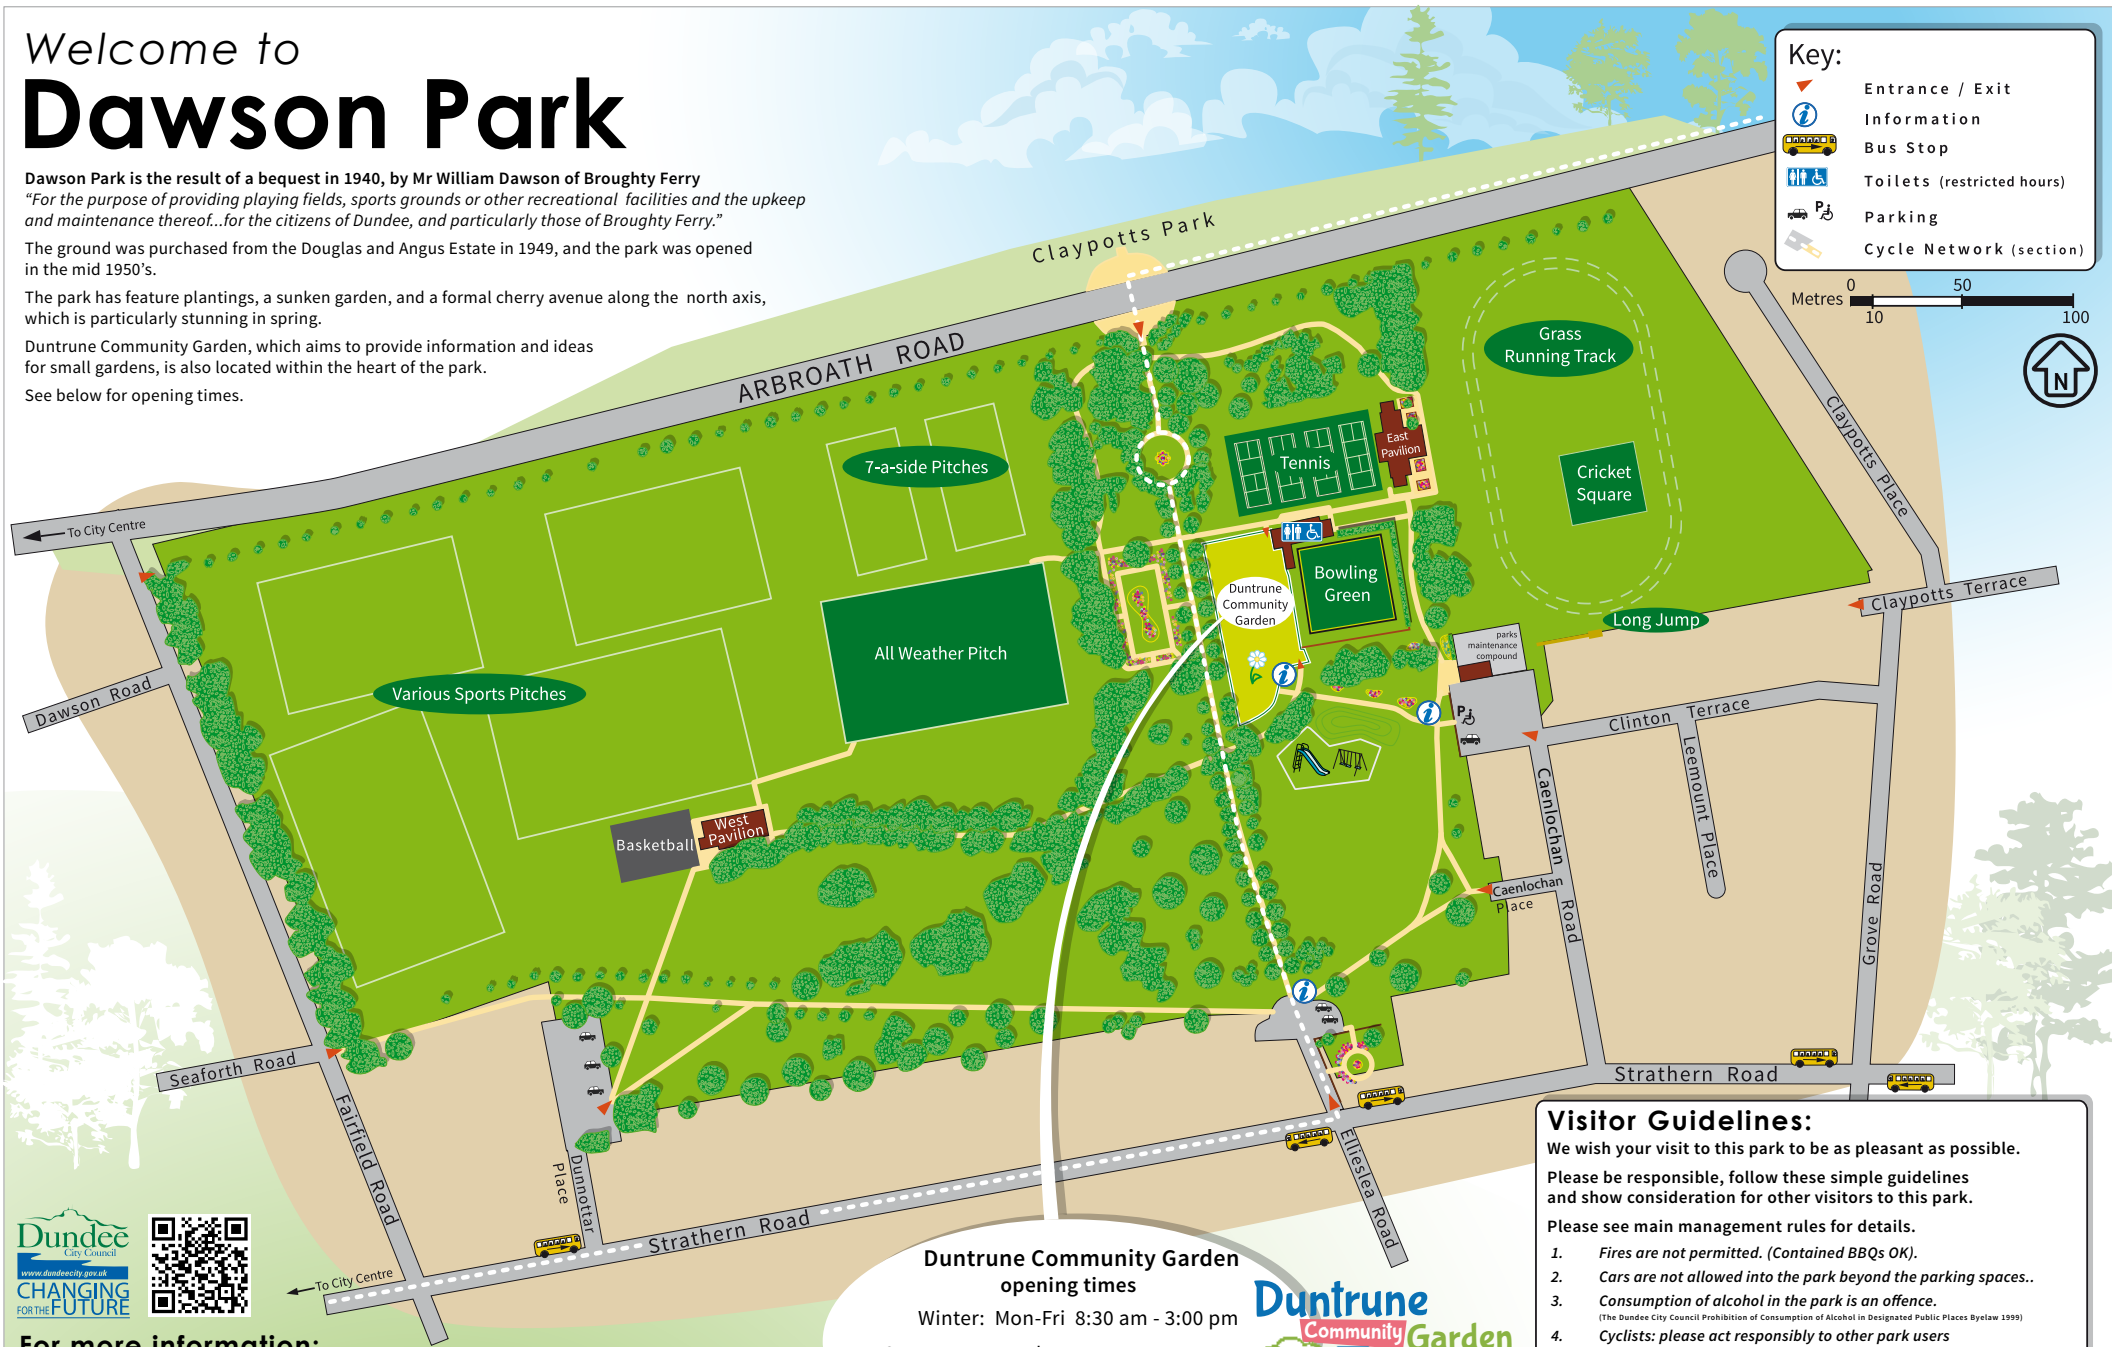 Welcome to
Dawson Park
Dawson Park is the result of a bequest in 1940, by Mr William Dawson of Broughty Ferry
“For the purpose of providing playing fields, sports grounds or other recreational facilities and the upkeep
and maintenance thereof...for the citizens of Dundee, and particularly those of Broughty Ferry.”
The ground was purchased from the Douglas and Angus Estate in 1949, and the park was opened
in the mid 1950’s.
The park has feature plantings, a sunken garden, and a formal cherry avenue along the north axis,
which is particularly stunning in spring.
Duntrune Community Garden, which aims to provide information and ideas
for small gardens, is also located within the heart of the park.
See below for opening times.
Key:
Entrance / Exit
Information
Bus Stop
Toilets (restricted hours)
Parking
Cycle Network (section)
Metres
0
50
10
100
N
Claypotts Park
ARBROATH ROAD
To City Centre
Grass
Running Track
Cricket
Square
Claypotts Place
Claypotts Terrace
Long Jump
7-a-side Pitches
Tennis
East
Pavilion
Bowling
Green
Duntrune
Community
Garden
All Weather Pitch
Various Sports Pitches
parks
maintenance
compound
P
Clinton Terrace
Leemount Place
Caenlochan Road
Caenlochan
Place
Grove Road
Dawson Road
Basketball
West
Pavilion
Seaforth Road
Fairfield Road
Dunnottar
Place
Strathern Road
Strathern Road
Ellieslea Road
To City Centre
Dundee
City Council
www.dundeecity.gov.uk
CHANGING
FOR THE FUTURE
For more information:
Duntrune Community Garden
opening times
Winter: Mon-Fri 8:30 am - 3:00 pm
Duntrune
Community Garden
Visitor Guidelines:
We wish your visit to this park to be as pleasant as possible.
Please be responsible, follow these simple guidelines
and show consideration for other visitors to this park.
Please see main management rules for details.
1. Fires are not permitted. (Contained BBQs OK).
2. Cars are not allowed into the park beyond the parking spaces..
3. Consumption of alcohol in the park is an offence.
(The Dundee City Council Prohibition of Consumption of Alcohol in Designated Public Places Byelaw 1999)
4. Cyclists: please act responsibly to other park users